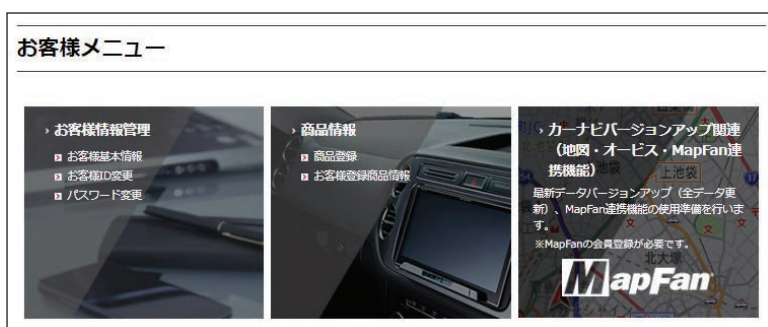 お客様メニュー
› お客様情報管理
お客様基本情報
お客様ID変更
パスワード変更
› 商品情報
商品登録
お客様登録商品情報
› カーナビバージョンアップ関連
（地図・オービス・MapFan連
携機能）
最新データバージョンアップ（全データ更
新）、MapFan連携機能の使用準備を行いま
す。
※MapFanの会員登録が必要です。
MapFan
上池袋
北大塚